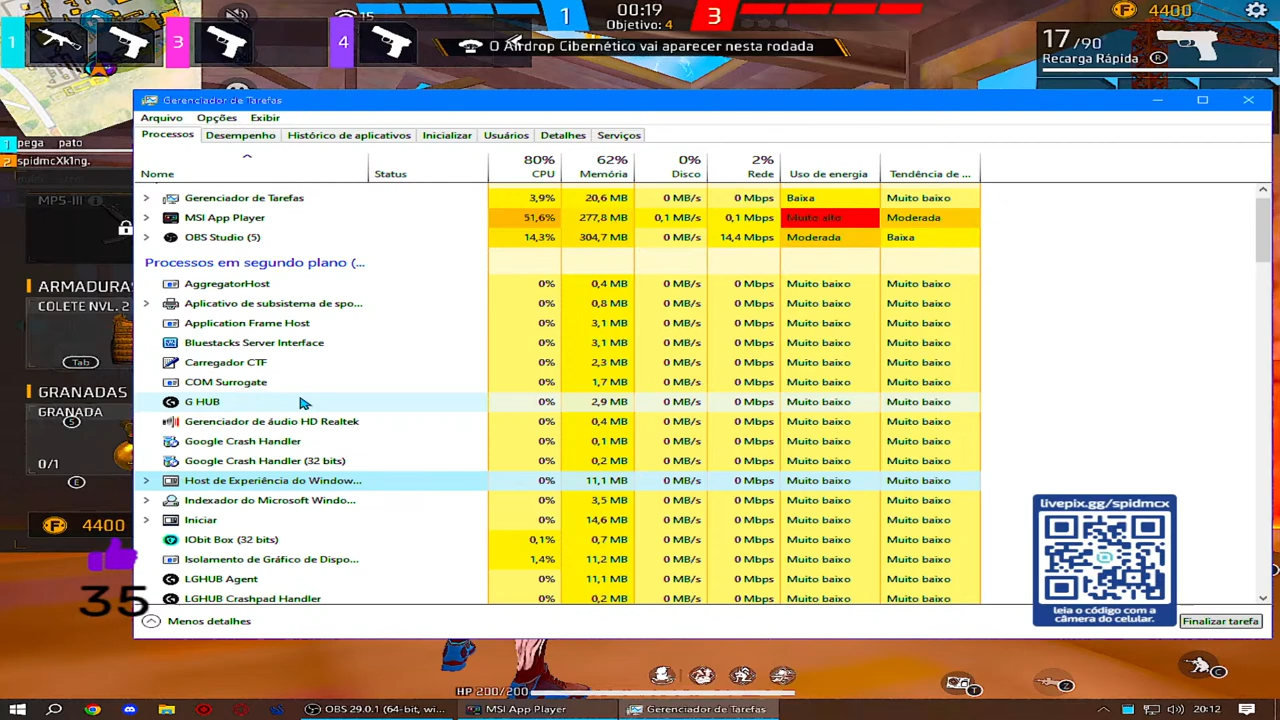 1
3
4
15
1
00:19
Objetivo: 4
3
4400
O Airdrop Cibernético vai aparecer nesta rodada
17/90
Recarga Rápida R
1 pega pato
2 spidmcXk1ng.
MP5-III
ARMADURAS
COLETE NVL. 2
Tab
GRANADAS
GRANADA
5
0/1
E
4400
35
Gerenciador de Tarefas
Arquivo Opções Exibir
Processos Desempenho Histórico de aplicativos Inicializar Usuários Detalhes Serviços
80% 62% 0% 2%
Nome Status CPU Memória Disco Rede Uso de energia Tendência de ...
Gerenciador de Tarefas 3,9% 20,6 MB 0 MB/s 0 Mbps Baixa Muito baixo
MSI App Player 51,6% 277,8 MB 0,1 MB/s 0,1 Mbps Muito alto Moderada
OBS Studio (5) 14,3% 304,7 MB 0 MB/s 14,4 Mbps Moderada Baixa
Processos em segundo plano (...
AggregatorHost 0% 0,4 MB 0 MB/s 0 Mbps Muito baixo Muito baixo
Aplicativo de subsistema de spo... 0% 0,8 MB 0 MB/s 0 Mbps Muito baixo Muito baixo
Application Frame Host 0% 3,1 MB 0 MB/s 0 Mbps Muito baixo Muito baixo
Bluestacks Server Interface 0% 3,1 MB 0 MB/s 0 Mbps Muito baixo Muito baixo
Carregador CTF 0% 2,3 MB 0 MB/s 0 Mbps Muito baixo Muito baixo
COM Surrogate 0% 1,7 MB 0 MB/s 0 Mbps Muito baixo Muito baixo
G HUB 0% 2,9 MB 0 MB/s 0 Mbps Muito baixo Muito baixo
Gerenciador de áudio HD Realtek 0% 0,4 MB 0 MB/s 0 Mbps Muito baixo Muito baixo
Google Crash Handler 0% 0,1 MB 0 MB/s 0 Mbps Muito baixo Muito baixo
Google Crash Handler (32 bits) 0% 0,2 MB 0 MB/s 0 Mbps Muito baixo Muito baixo
Host de Experiência do Window... 0% 11,1 MB 0 MB/s 0 Mbps Muito baixo Muito baixo
Indexador do Microsoft Windo... 0% 3,5 MB 0 MB/s 0 Mbps Muito baixo Muito baixo
Iniciar 0% 14,6 MB 0 MB/s 0 Mbps Muito baixo Muito baixo
IObit Box (32 bits) 0,1% 0,7 MB 0 MB/s 0 Mbps Muito baixo Muito baixo
Isolamento de Gráfico de Dispo... 1,4% 11,2 MB 0 MB/s 0 Mbps Muito baixo Muito baixo
LGHUB Agent 0% 11,1 MB 0 MB/s 0 Mbps Muito baixo Muito baixo
LGHUB Crashpad Handler 0% 0,2 MB 0 MB/s 0 Mbps Muito baixo Muito baixo
Menos detalhes
Finalizar tarefa
livepix.gg/spidmcx
leia o código com a
câmera do celular.
HP 200/200
T
Z
C
OBS 29.0.1 (64-bit, wi...
MSI App Player
Gerenciador de Tarefas
20:12